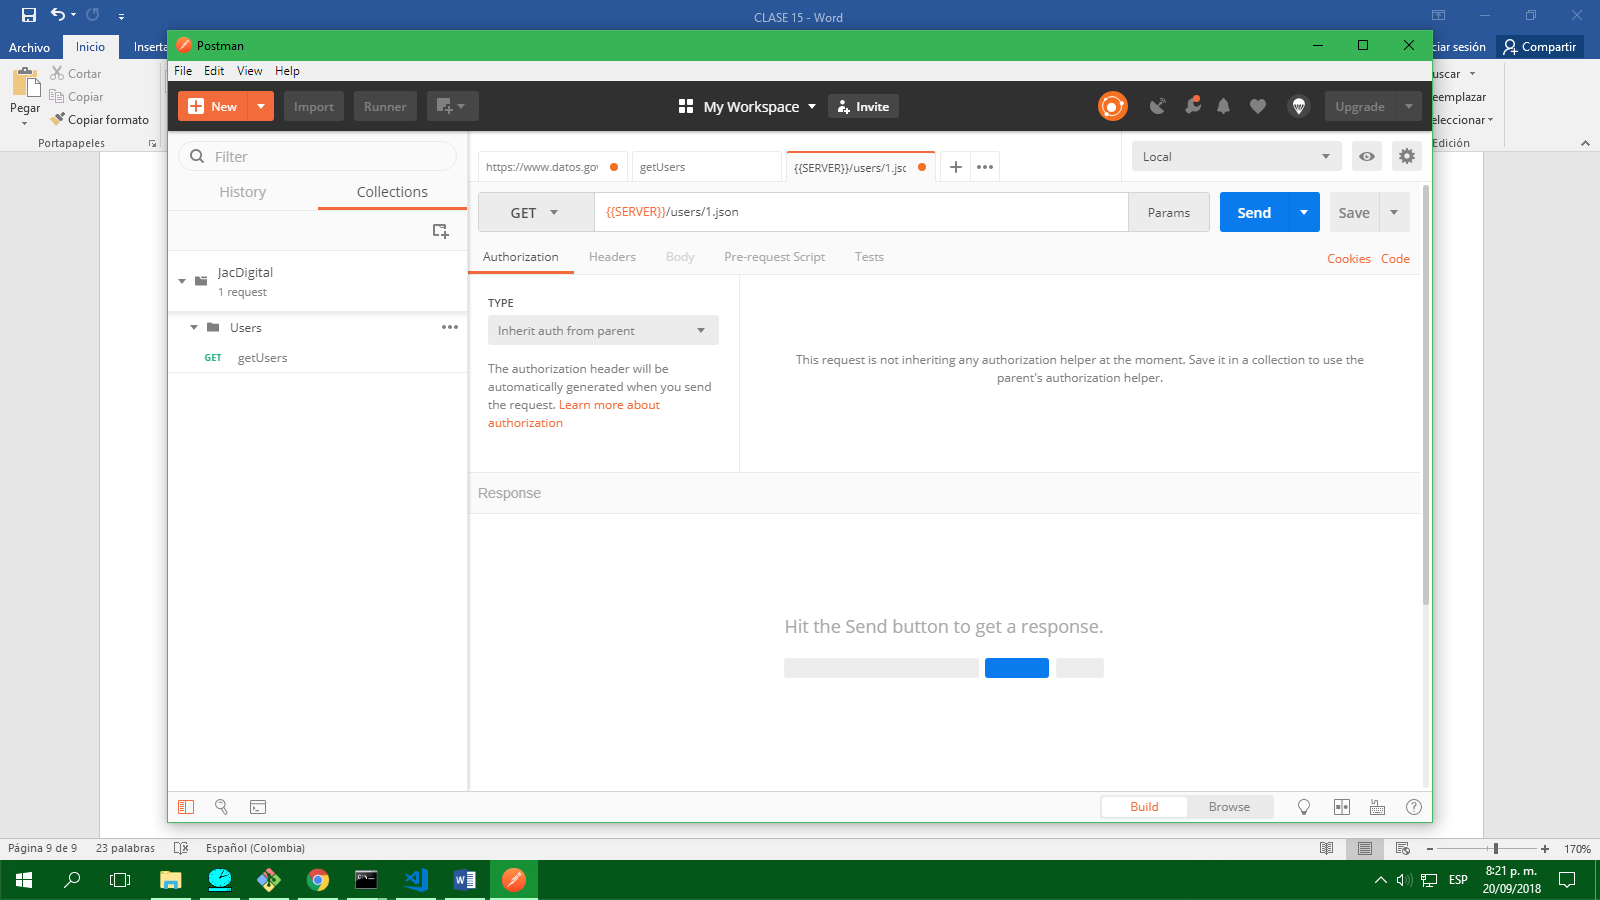 CLASE 15 - Word
Archivo
Inicio
Inserta
ciar sesión
Compartir
Pegar
Cortar
Copiar
Copiar formato
Portapapeles
uscar
eemplazar
eleccionar
Edición
Postman
File Edit View Help
New
Import
Runner
My Workspace
Invite
Upgrade
Filter
History
Collections
JacDigital
1 request
Users
GET getUsers
https://www.datos.go
getUsers
{{SERVER}}/users/1.jsc
Local
GET
{{SERVER}}/users/1.json
Params
Send
Save
Authorization
Headers
Body
Pre-request Script
Tests
Cookies
Code
TYPE
Inherit auth from parent
The authorization header will be
automatically generated when you send
the request. Learn more about
authorization
This request is not inheriting any authorization helper at the moment. Save it in a collection to use the
parent's authorization helper.
Response
Hit the Send button to get a response.
Build
Browse
Página 9 de 9
23 palabras
Español (Colombia)
170%
ESP
8:21 p. m.
20/09/2018